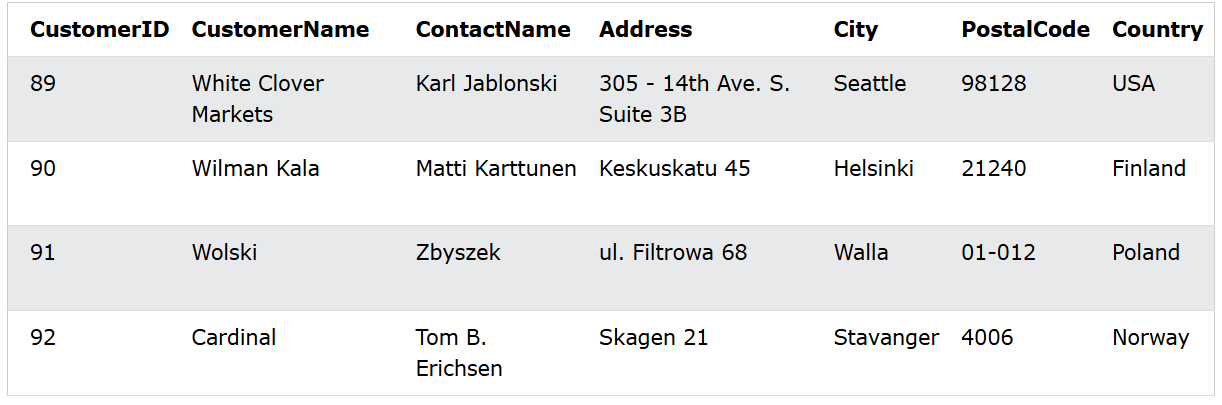 CustomerID CustomerName ContactName Address City PostalCode Country
89 White Clover Karl Jablonski 305 - 14th Ave. S. Seattle 98128 USA
Markets Suite 3B
90 Wilman Kala Matti Karttunen Keskuskatu 45 Helsinki 21240 Finland
91 Wolski Zbyszek ul. Filtrowa 68 Walla 01-012 Poland
92 Cardinal Tom B. Skagen 21 Stavanger 4006 Norway
Erichsen